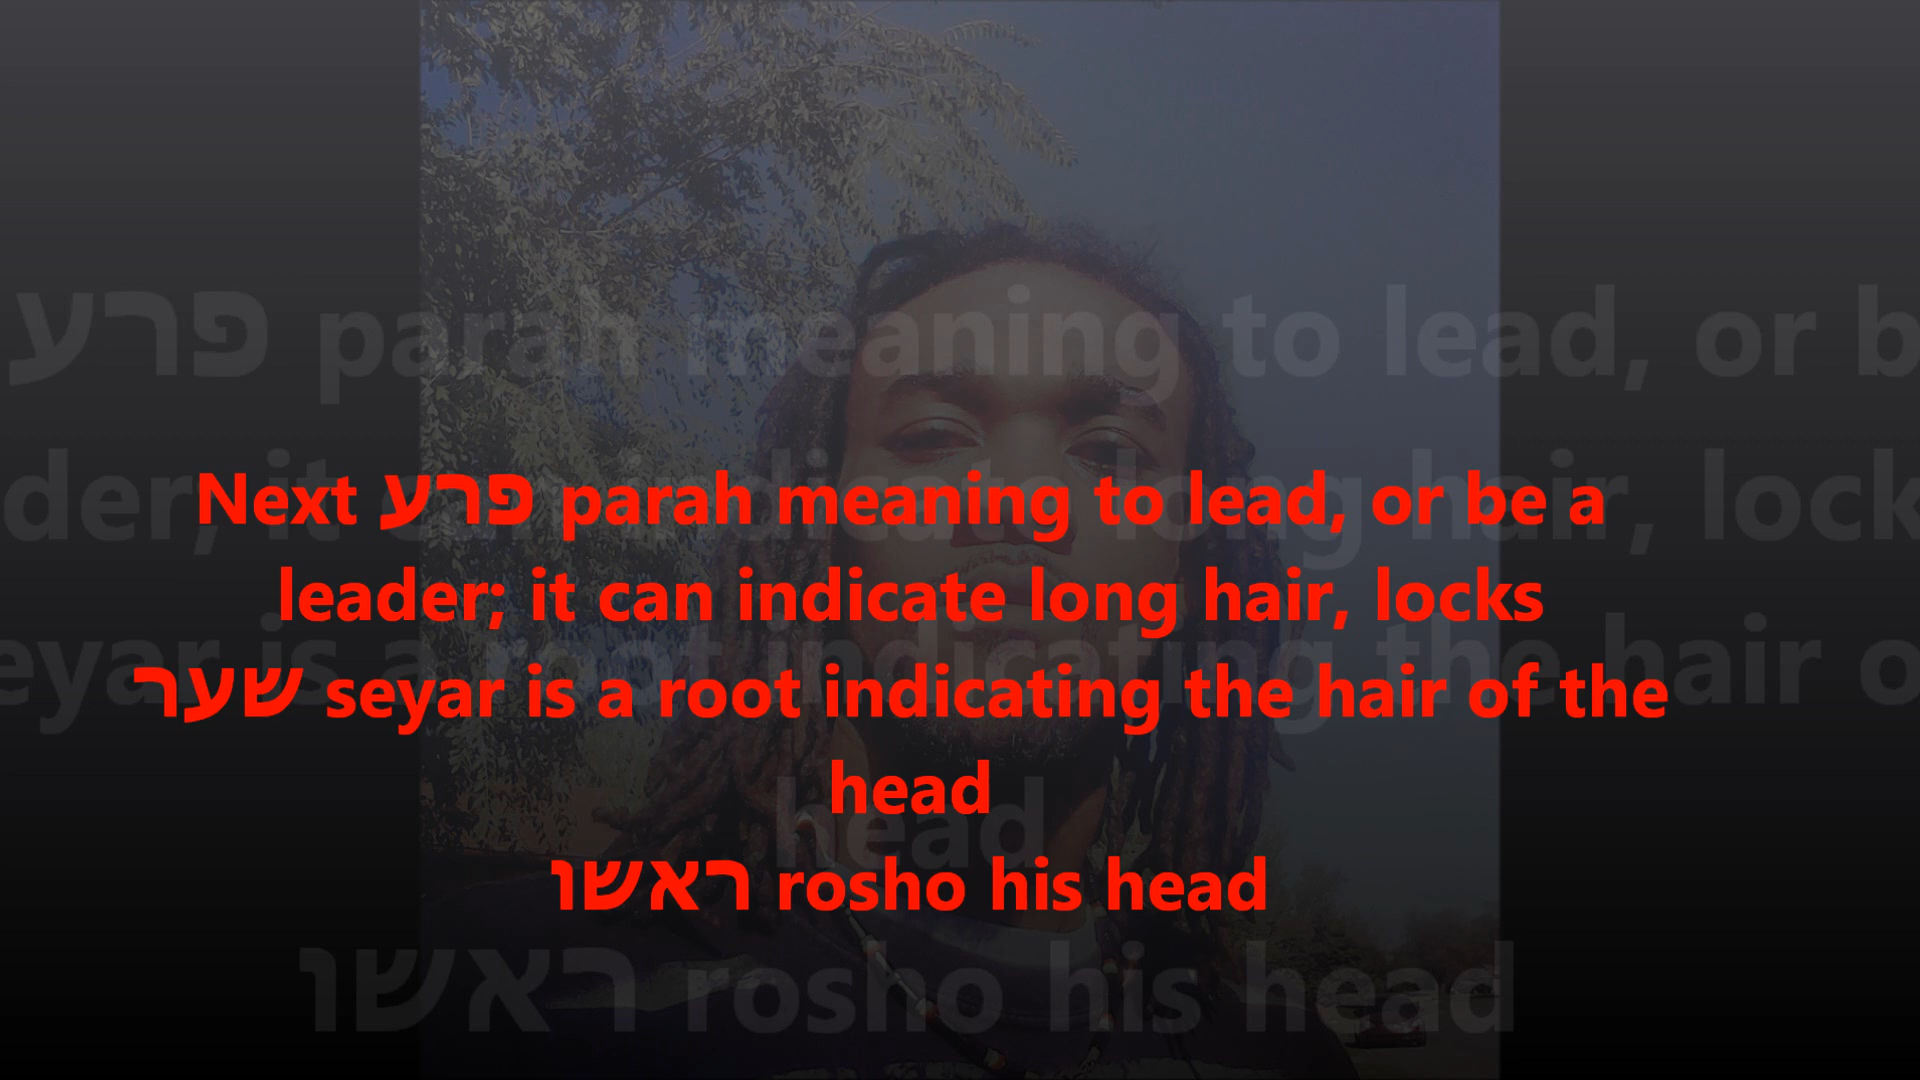 Next פרע parah meaning to lead, or be a
leader; it can indicate long hair, locks
שער seyar is a root indicating the hair of the
head
ראשו rosho his head